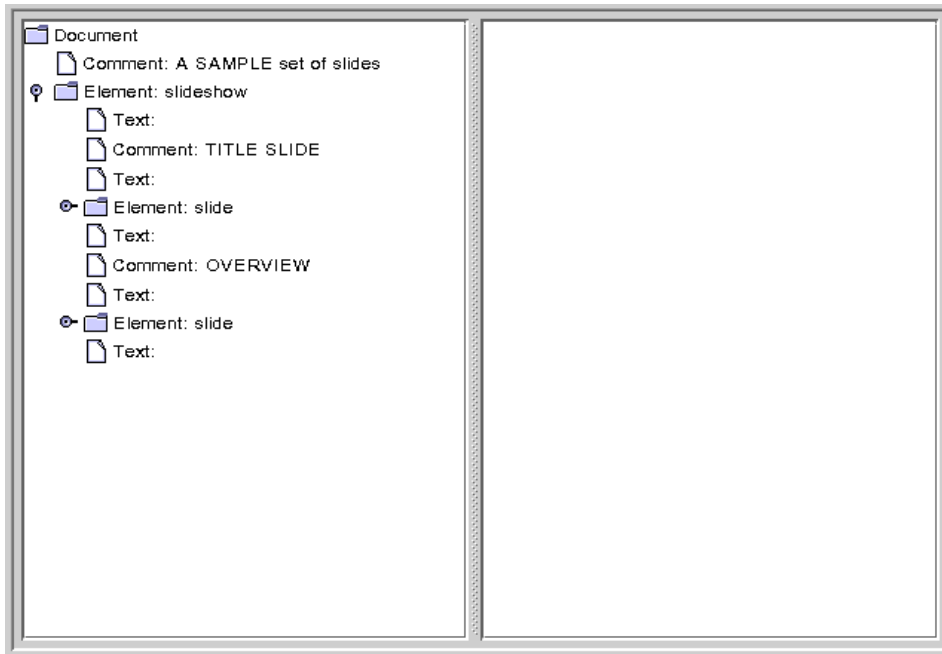 Document
Comment: A SAMPLE set of slides
Element: slideshow
Text:
Comment: TITLE SLIDE
Text:
Element: slide
Text:
Comment: OVERVIEW
Text:
Element: slide
Text: